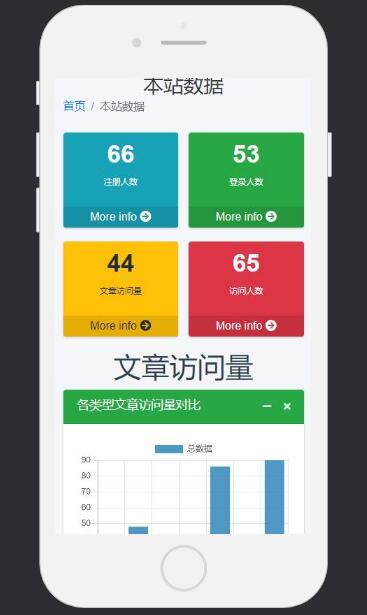 本站数据
首页 / 本站数据
66
53
注册人数
登录人数
More info
More info
44
65
文章访问量
访问人数
More info
More info
文章访问量
各类型文章访问量对比
总数据
90
80
70
60
50